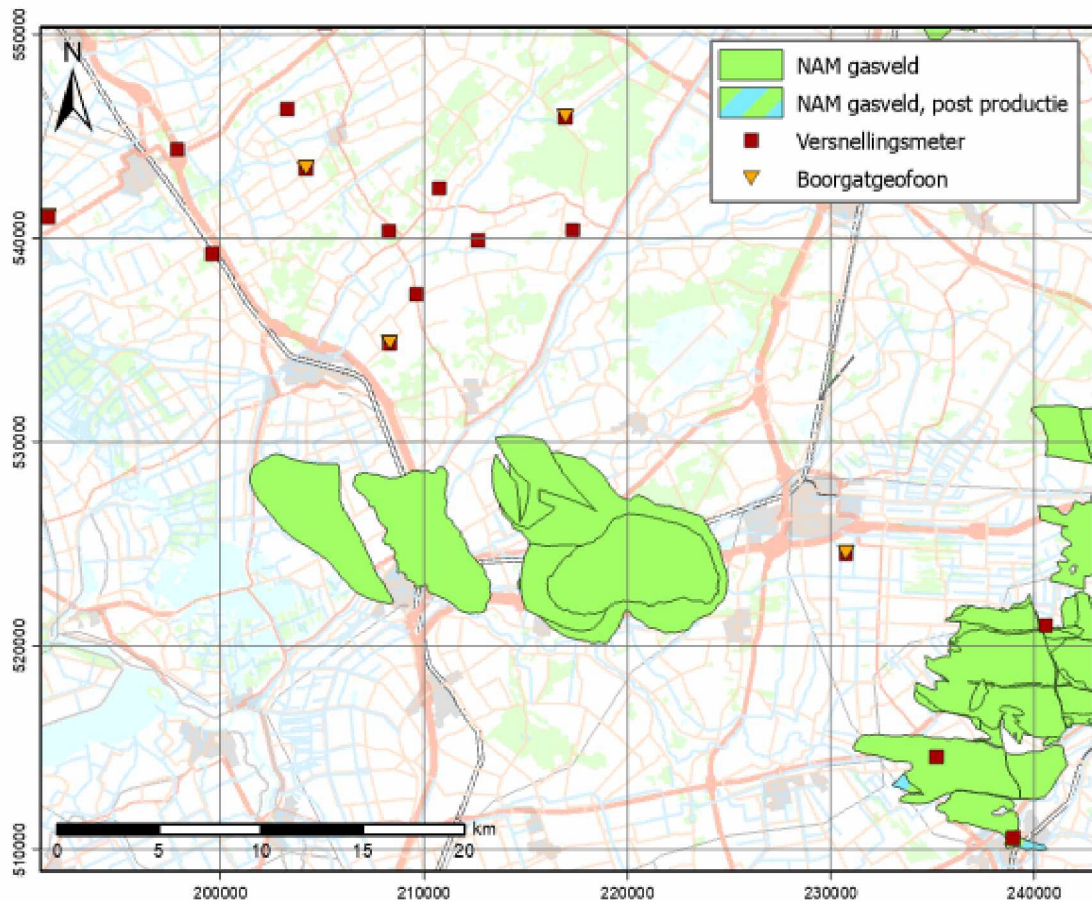 550000
N
NAM gasveld
NAM gasveld, post productie
Versnellingsmeter
Boorgatgeofoon
540000
530000
520000
510000
km
0 5 10 15 20
200000 210000 220000 230000 240000